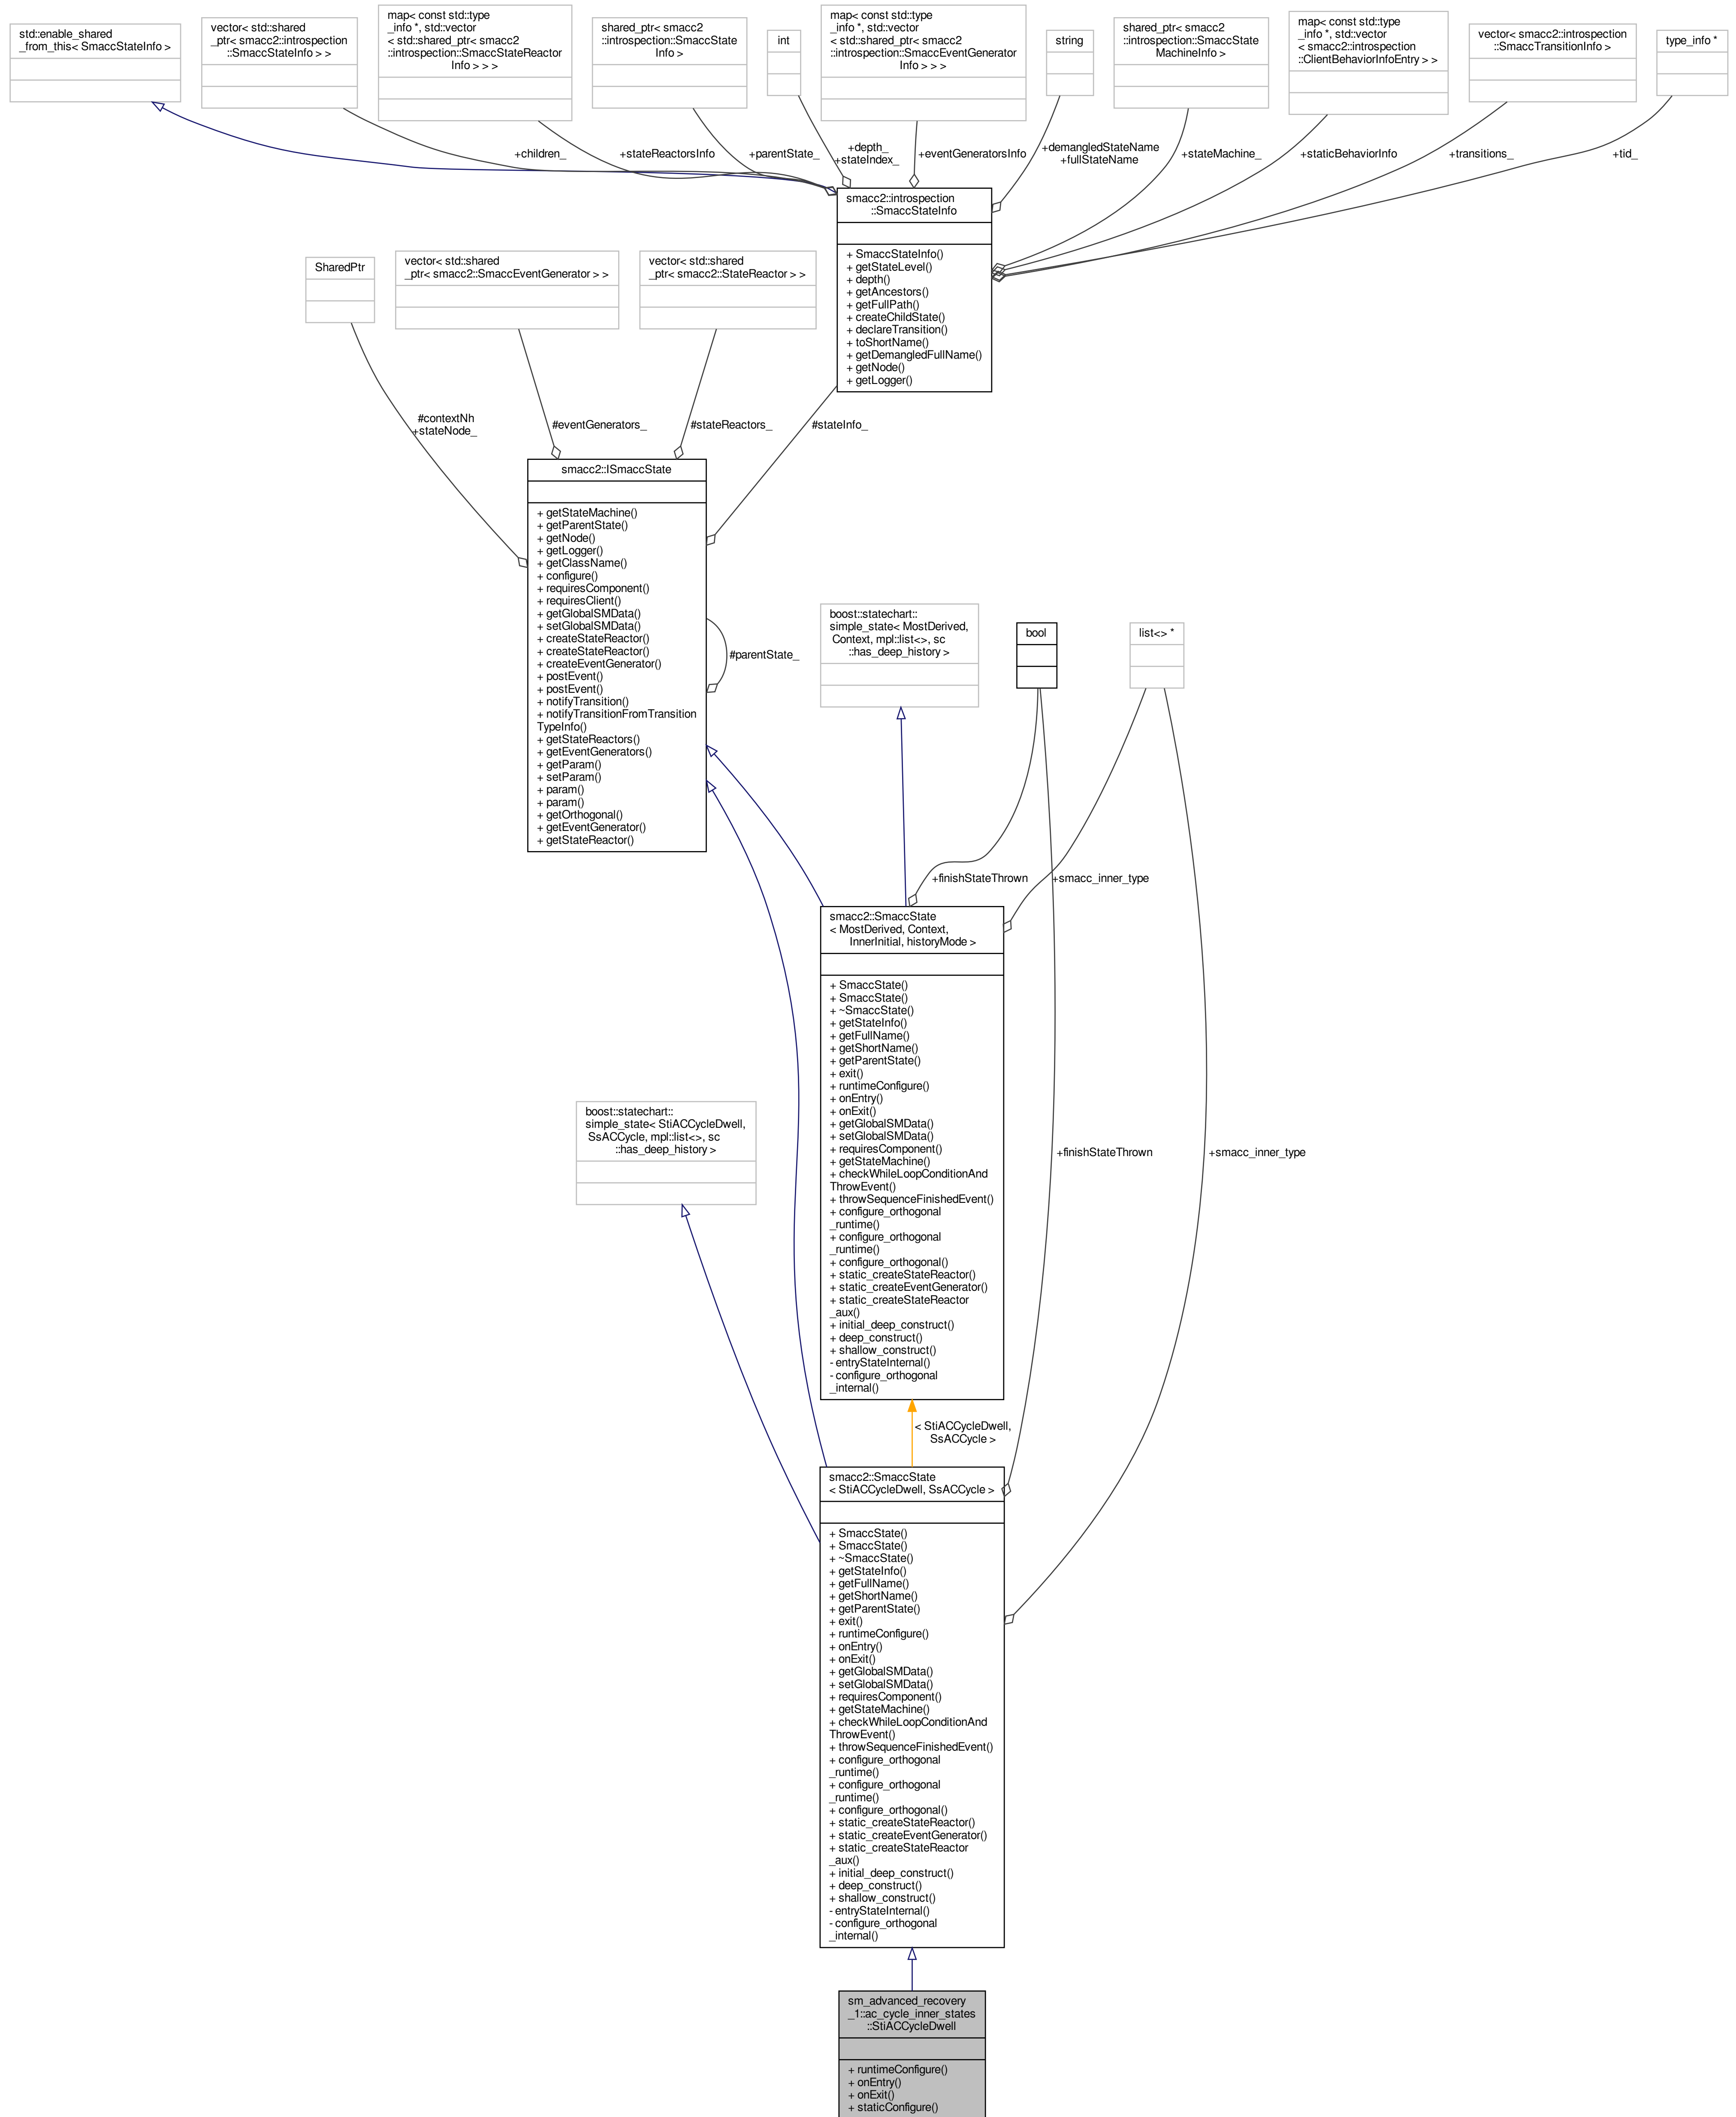 std::enable_shared
_from_this< SmaccStateInfo >
vector< std::shared
_ptr< smacc2::introspection
::SmaccStateInfo > >
map< const std::type
_info *, std::vector
< std::shared_ptr< smacc2
::introspection::SmaccStateReactor
Info > > >
shared_ptr< smacc2
::introspection::SmaccState
Info >
int
map< const std::type
_info *, std::vector
< std::shared_ptr< smacc2
::introspection::SmaccEventGenerator
Info > > >
string
shared_ptr< smacc2
::introspection::SmaccState
MachineInfo >
map< const std::type
_info *, std::vector
< smacc2::introspection
::ClientBehaviorInfoEntry > >
vector< smacc2::introspection
::SmaccTransitionInfo >
type_info *
+children_
+stateReactorsInfo
+parentState_
+depth_
+stateIndex_
+eventGeneratorsInfo
+demangledStateName
+fullStateName
+stateMachine_
+staticBehaviorInfo
+transitions_
+tid_
smacc2::introspection
::SmaccStateInfo
+ SmaccStateInfo()
+ getStateLevel()
+ depth()
+ getAncestors()
+ getFullPath()
+ createChildState()
+ declareTransition()
+ toShortName()
+ getDemangledFullName()
+ getNode()
+ getLogger()
SharedPtr
vector< std::shared
_ptr< smacc2::SmaccEventGenerator > >
vector< std::shared
_ptr< smacc2::StateReactor > >
#contextNh
+stateNode_
#eventGenerators_
#stateReactors_
#stateInfo_
smacc2::ISmaccState
+ getStateMachine()
+ getParentState()
+ getNode()
+ getLogger()
+ getClassName()
+ configure()
+ requiresComponent()
+ requiresClient()
+ getGlobalSMData()
+ setGlobalSMData()
+ createStateReactor()
+ createStateReactor()
+ createEventGenerator()
+ postEvent()
+ postEvent()
+ notifyTransition()
+ notifyTransitionFromTransition
TypeInfo()
+ getStateReactors()
+ getEventGenerators()
+ getParam()
+ setParam()
+ param()
+ param()
+ getOrthogonal()
+ getEventGenerator()
+ getStateReactor()
#parentState_
boost::statechart::
simple_state< MostDerived,
Context, mpl::list<>, sc
::has_deep_history >
bool
list<> *
+finishStateThrown
+smacc_inner_type
smacc2::SmaccState
< MostDerived, Context,
InnerInitial, historyMode >
+ SmaccState()
+ SmaccState()
+ ~SmaccState()
+ getStateInfo()
+ getFullName()
+ getShortName()
+ getParentState()
+ exit()
+ runtimeConfigure()
+ onEntry()
+ onExit()
+ getGlobalSMData()
+ setGlobalSMData()
+ requiresComponent()
+ getStateMachine()
+ checkWhileLoopConditionAnd
ThrowEvent()
+ throwSequenceFinishedEvent()
+ configure_orthogonal
_runtime()
+ configure_orthogonal
_runtime()
+ configure_orthogonal()
+ static_createStateReactor()
+ static_createEventGenerator()
+ static_createStateReactor
_aux()
+ initial_deep_construct()
+ deep_construct()
+ shallow_construct()
- entryStateInternal()
- configure_orthogonal
_internal()
boost::statechart::
simple_state< StiACCycleDwell,
SsACCycle, mpl::list<>, sc
::has_deep_history >
+finishStateThrown
+smacc_inner_type
< StiACCycleDwell,
SsACCycle >
smacc2::SmaccState
< StiACCycleDwell, SsACCycle >
+ SmaccState()
+ SmaccState()
+ ~SmaccState()
+ getStateInfo()
+ getFullName()
+ getShortName()
+ getParentState()
+ exit()
+ runtimeConfigure()
+ onEntry()
+ onExit()
+ getGlobalSMData()
+ setGlobalSMData()
+ requiresComponent()
+ getStateMachine()
+ checkWhileLoopConditionAnd
ThrowEvent()
+ throwSequenceFinishedEvent()
+ configure_orthogonal
_runtime()
+ configure_orthogonal
_runtime()
+ configure_orthogonal()
+ static_createStateReactor()
+ static_createEventGenerator()
+ static_createStateReactor
_aux()
+ initial_deep_construct()
+ deep_construct()
+ shallow_construct()
- entryStateInternal()
- configure_orthogonal
_internal()
sm_advanced_recovery
_1::ac_cycle_inner_states
::StiACCycleDwell
+ runtimeConfigure()
+ onEntry()
+ onExit()
+ staticConfigure()